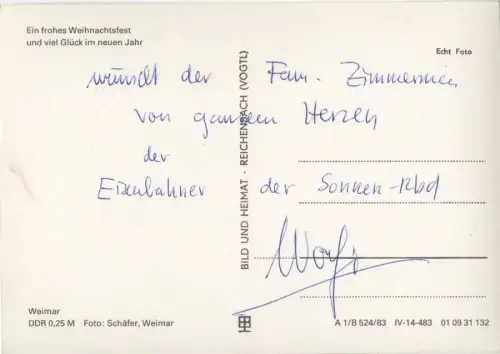 Ein frohes Weihnachtsfest
und viel Glück im neuen Jahr
Echt Foto
wünscht der Fam. Zimmermann
von ganzem Herzen
der
Eisenbahner der Sonnen-Rbd
BILD UND HEIMAT · REICHENBACH (VOGTL)
Weimar
DDR 0,25 M Foto: Schäfer, Weimar
A 1/B 524/83 IV-14-483 01 09 31 132